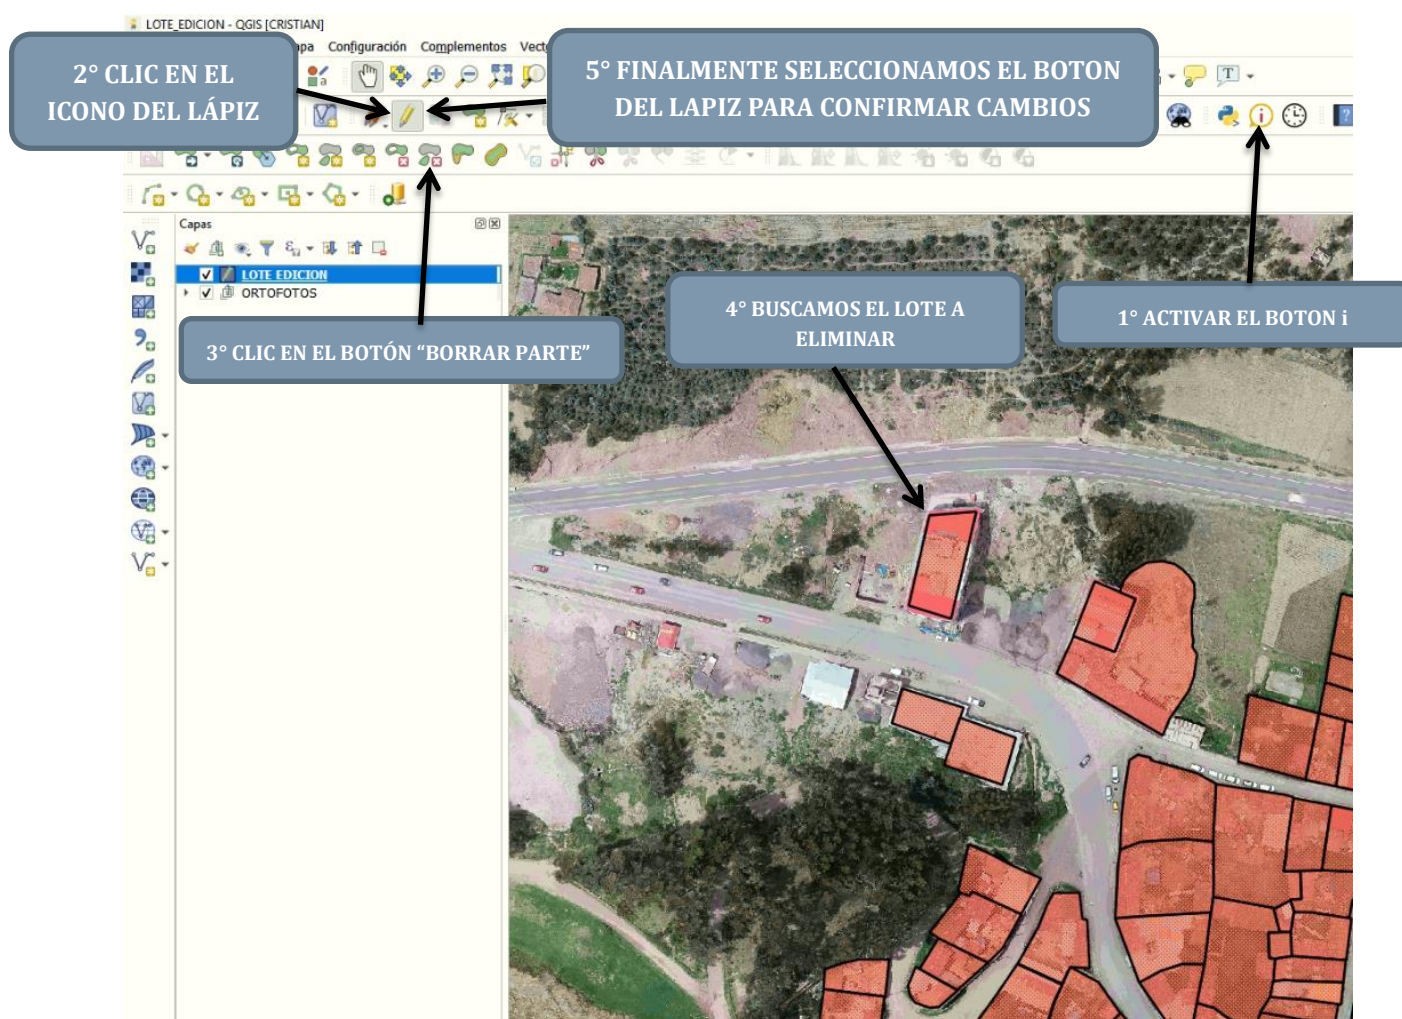 LOTE_EDICION - QGIS [CRISTIAN]
apa Configuración Complementos Vect
2° CLIC EN EL
ICONO DEL LÁPIZ
5° FINALMENTE SELECCIONAMOS EL BOTON
DEL LAPIZ PARA CONFIRMAR CAMBIOS
Capas
LOTE EDICION
ORTOFOTOS
3° CLIC EN EL BOTÓN “BORRAR PARTE”
4° BUSCAMOS EL LOTE A
ELIMINAR
1° ACTIVAR EL BOTON i